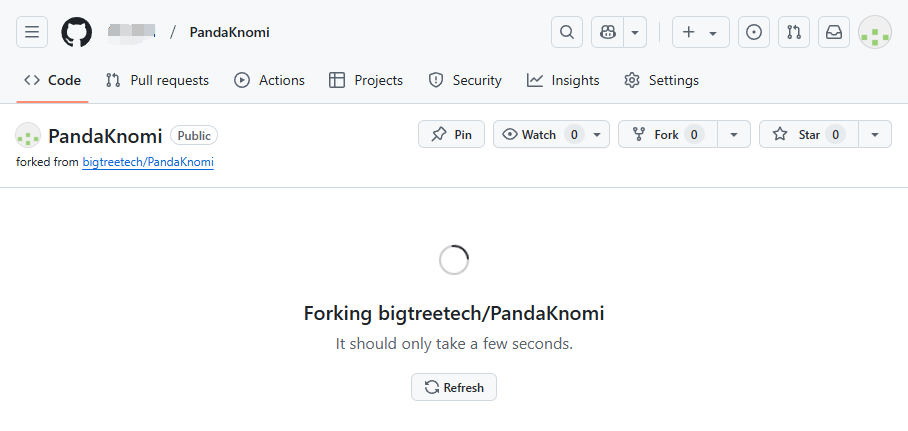 / PandaKnomi
Code Pull requests Actions Projects Security Insights Settings
PandaKnomi Public Pin Watch 0 Fork 0 Star 0
forked from bigtreetech/PandaKnomi
Forking bigtreetech/PandaKnomi
It should only take a few seconds.
Refresh